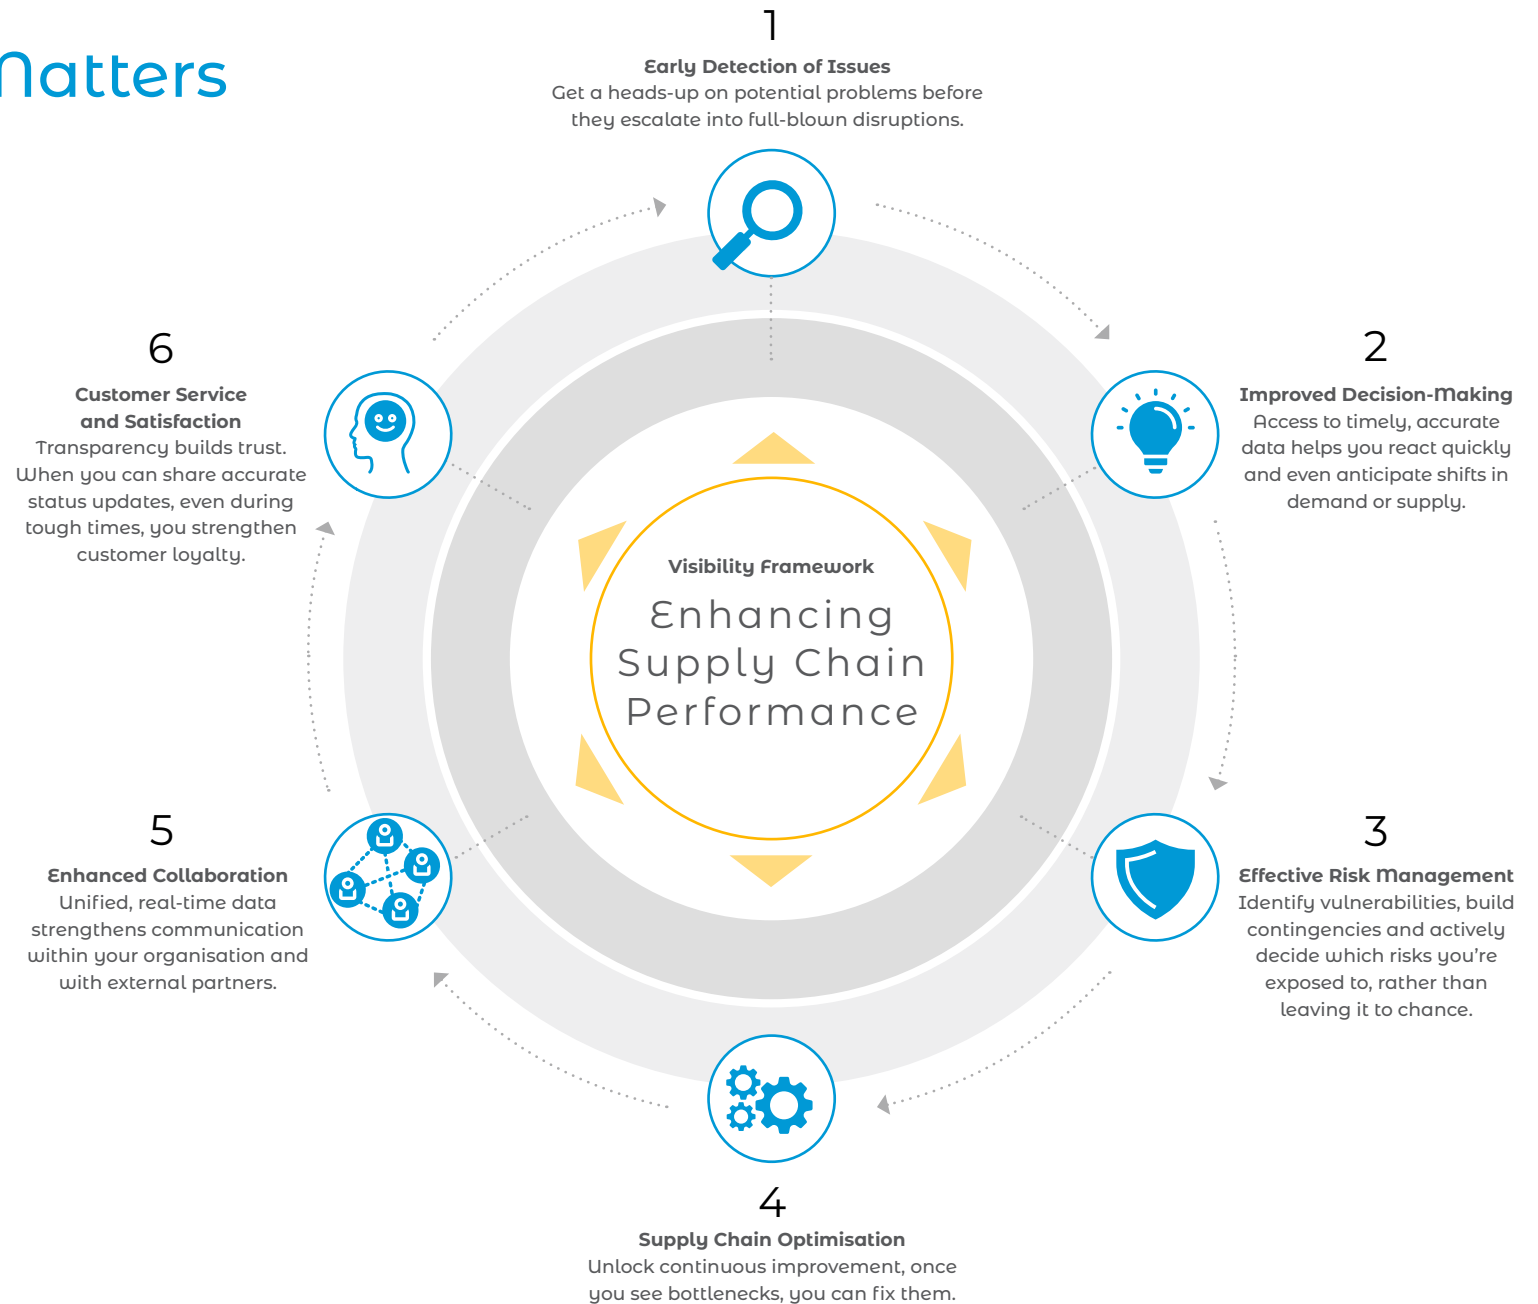 Matters
1
Early Detection of Issues
Get a heads-up on potential problems before
they escalate into full-blown disruptions.
2
Improved Decision-Making
Access to timely, accurate
data helps you react quickly
and even anticipate shifts in
demand or supply.
3
Effective Risk Management
Identify vulnerabilities, build
contingencies and actively
decide which risks you're
exposed to, rather than
leaving it to chance.
4
Supply Chain Optimisation
Unlock continuous improvement, once
you see bottlenecks, you can fix them.
5
Enhanced Collaboration
Unified, real-time data
strengthens communication
within your organisation and
with external partners.
6
Customer Service
and Satisfaction
Transparency builds trust.
When you can share accurate
status updates, even during
tough times, you strengthen
customer loyalty.
Visibility Framework
Enhancing
Supply Chain
Performance